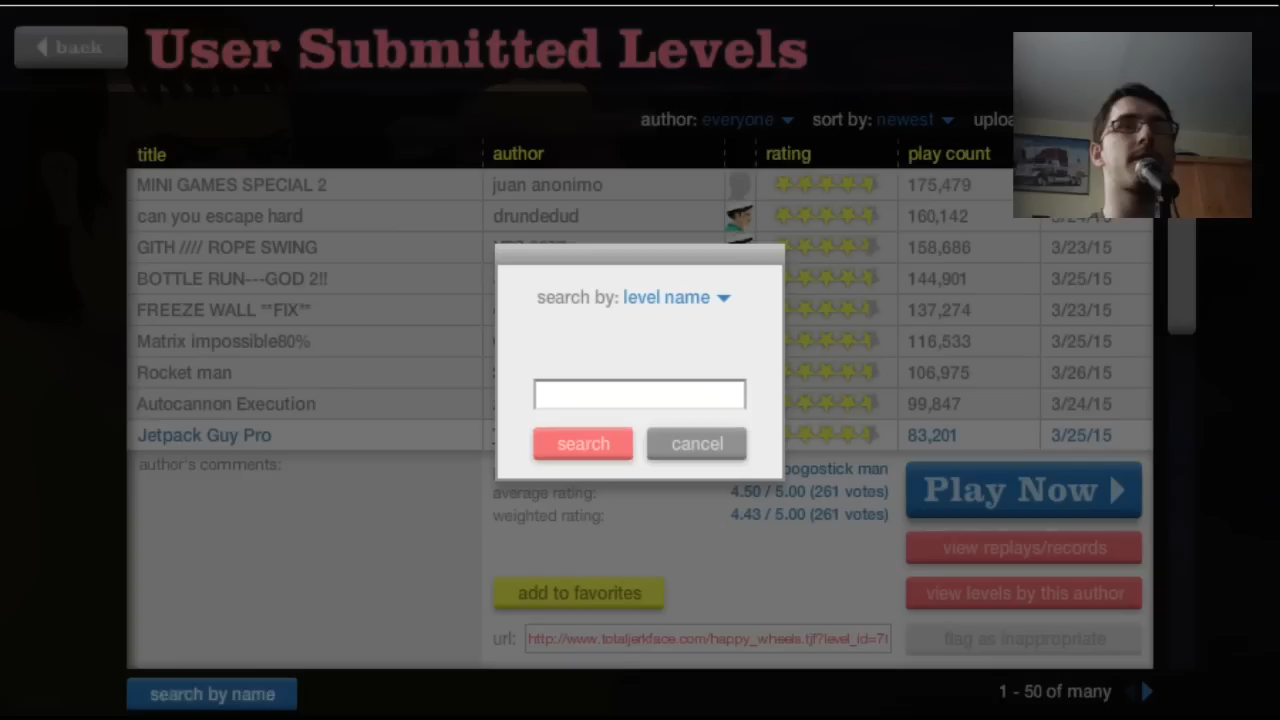 back
User Submitted Levels
author: everyone sort by: newest uploa
title author rating play count
MINI GAMES SPECIAL 2 juan anonimo 175,479
can you escape hard drundedud 160,142
GITH //// ROPE SWING 158,686 3/23/15
BOTTLE RUN---GOD 2!! 144,901 3/25/15
FREEZE WALL **FIX** 137,274 3/23/15
Matrix impossible80% 116,533 3/25/15
Rocket man 106,975 3/26/15
Autocannon Execution 99,847 3/24/15
Jetpack Guy Pro 83,201 3/25/15
search by: level name
search cancel
author's comments: pogostick man
average rating: 4.50 / 5.00 (261 votes)
weighted rating: 4.43 / 5.00 (261 votes)
Play Now
view replays/records
add to favorites view levels by this author
url: http://www.totaljerkface.com/happy_wheels.tjf?level_id=7 flag as inappropriate
search by name 1 - 50 of many